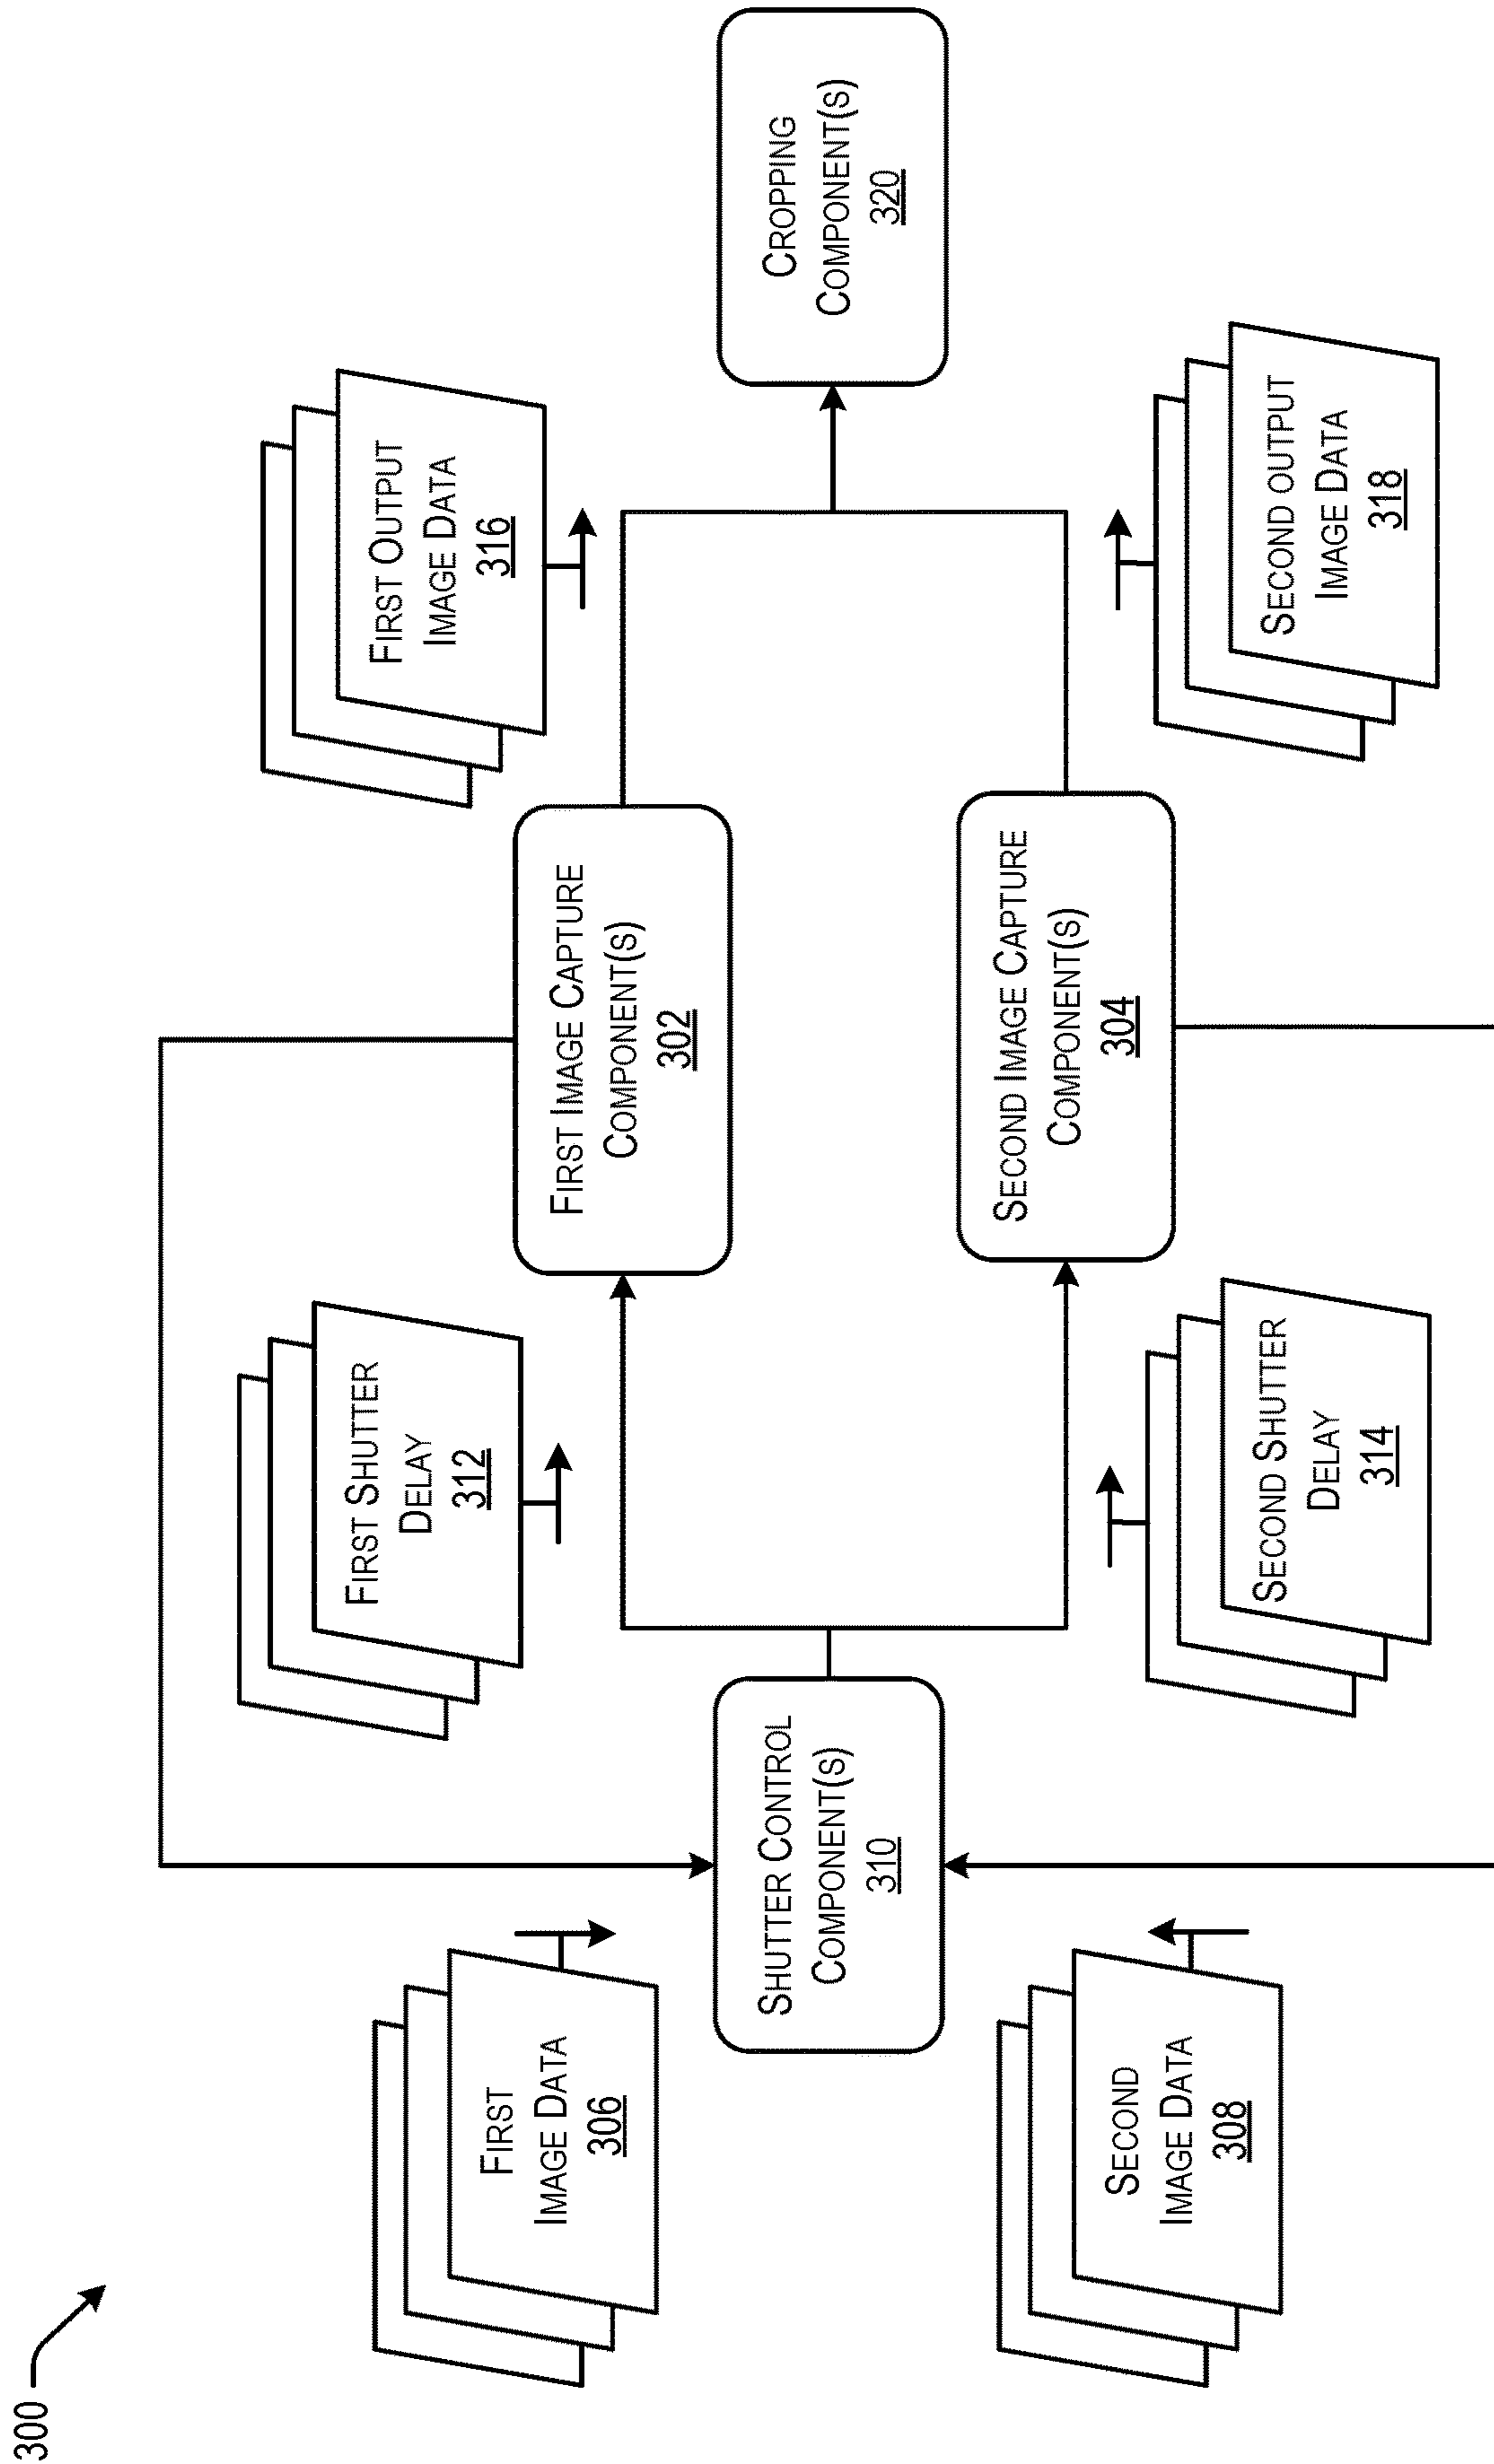 300
FIRST
IMAGE DATA
306
SECOND
IMAGE DATA
308
SHUTTER CONTROL
COMPONENT(S)
310
FIRST SHUTTER
DELAY
312
SECOND SHUTTER
DELAY
314
FIRST IMAGE CAPTURE
COMPONENT(S)
302
SECOND IMAGE CAPTURE
COMPONENT(S)
304
FIRST OUTPUT
IMAGE DATA
316
SECOND OUTPUT
IMAGE DATA
318
CROPPING
COMPONENT(S)
320